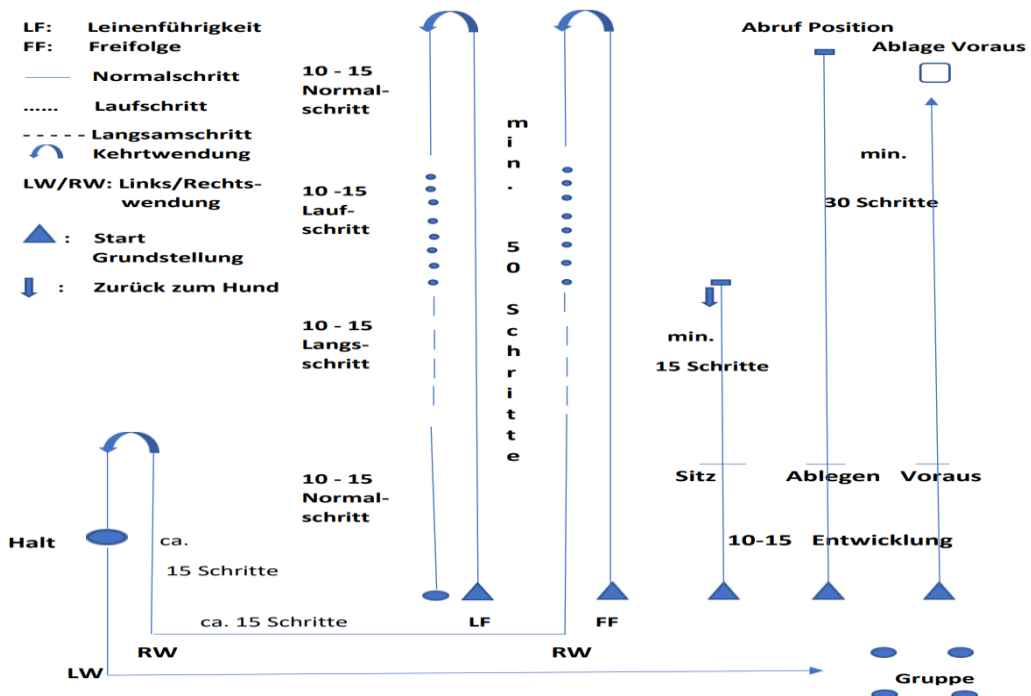 LF: Leinenführigkeit
FF: Freifolge
Normalschritt
...... Laufschritt
- - - - - Langsamschritt
Kehrtwendung
LW/RW: Links/Rechts-
wendung
: Start
Grundstellung
: Zurück zum Hund
10 - 15
Normal-
schritt
10 -15
Lauf-
schritt
10 - 15
Langs-
schritt
10 - 15
Normal-
schritt
min. 50 Schritte
Abruf Position
Ablage Voraus
min.
30 Schritte
min.
15 Schritte
Sitz Ablegen Voraus
10-15 Entwicklung
Halt
ca.
15 Schritte
ca. 15 Schritte
LF FF
RW RW
LW
Gruppe